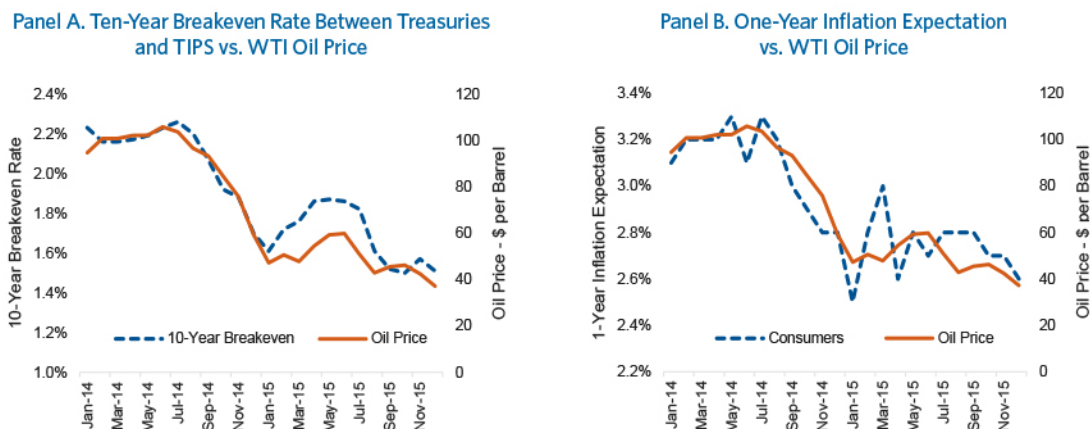 Panel A. Ten-Year Breakeven Rate Between Treasuries
and TIPS vs. WTI Oil Price
2.4%
2.2%
2.0%
1.8%
1.6%
1.4%
1.2%
1.0%
10-Year Breakeven Rate
120
100
80
60
40
20
0
Oil Price - $ per Barrel
10-Year Breakeven Oil Price
Jan-14
Mar-14
May-14
Jul-14
Sep-14
Nov-14
Jan-15
Mar-15
May-15
Jul-15
Sep-15
Nov-15
Panel B. One-Year Inflation Expectation
vs. WTI Oil Price
3.4%
3.2%
3.0%
2.8%
2.6%
2.4%
2.2%
1-Year Inflation Expectation
120
100
80
60
40
20
0
Oil Price - $ per Barrel
Consumers Oil Price
Jan-14
Mar-14
May-14
Jul-14
Sep-14
Nov-14
Jan-15
Mar-15
May-15
Jul-15
Sep-15
Nov-15